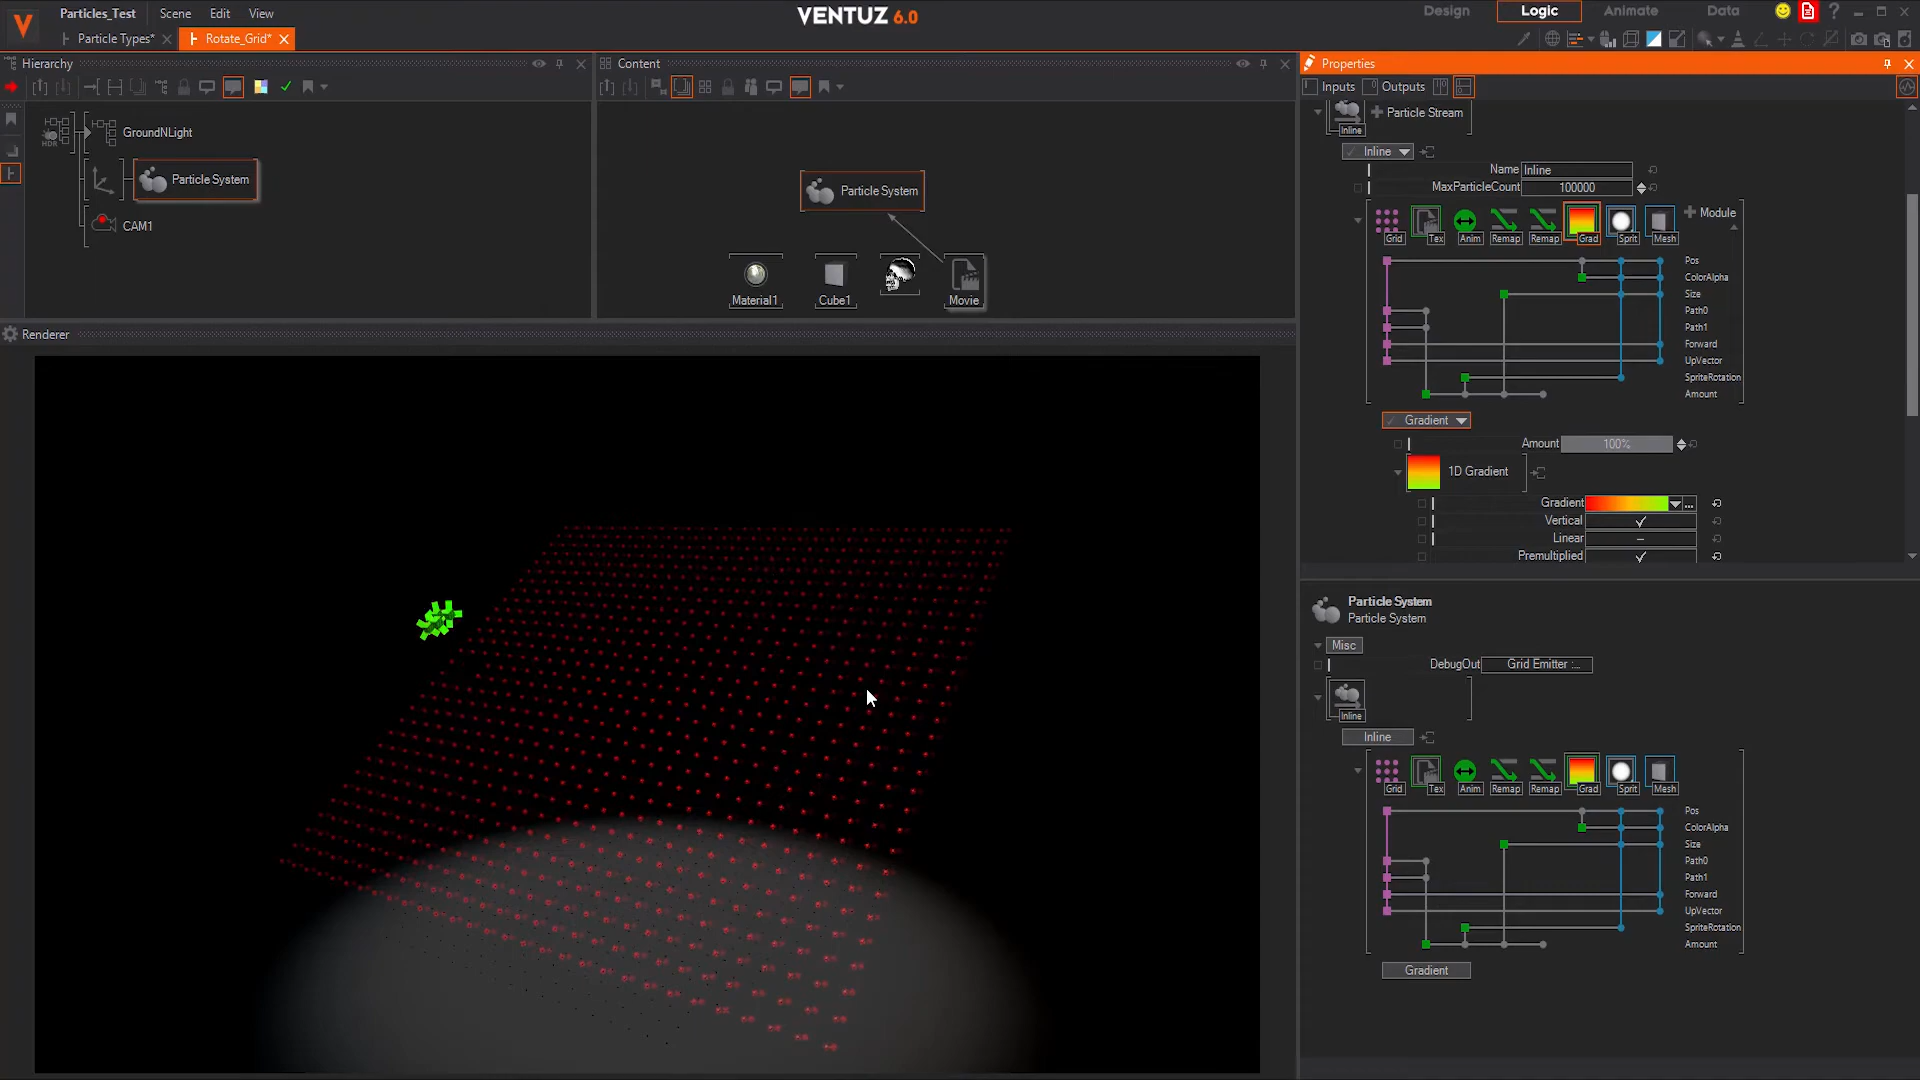 Particles_Test
Scene
Edit
View
VENTUZ 6.0
Design
Logic
Animate
Data
?
Particle Types*
Rotate_Grid*
Hierarchy
Content
Properties
Inputs
Outputs
HDR
GroundNLight
Particle System
CAM1
Particle System
Material1
Cube1
Movie
Particle Stream
Inline
Inline
Name
Inline
MaxParticleCount
100000
Module
Grid
Tex
Anim
Remap
Remap
Grad
Sprit
Mesh
Pos
ColorAlpha
Size
Path0
Path1
Forward
UpVector
SpriteRotation
Amount
Gradient
Amount
100%
1D Gradient
Gradient
...
Vertical
Linear
Premultiplied
Renderer
Particle System
Particle System
Misc
DebugOut
Grid Emitter :...
Inline
Inline
Grid
Tex
Anim
Remap
Remap
Grad
Sprit
Mesh
Pos
ColorAlpha
Size
Path0
Path1
Forward
UpVector
SpriteRotation
Amount
Gradient